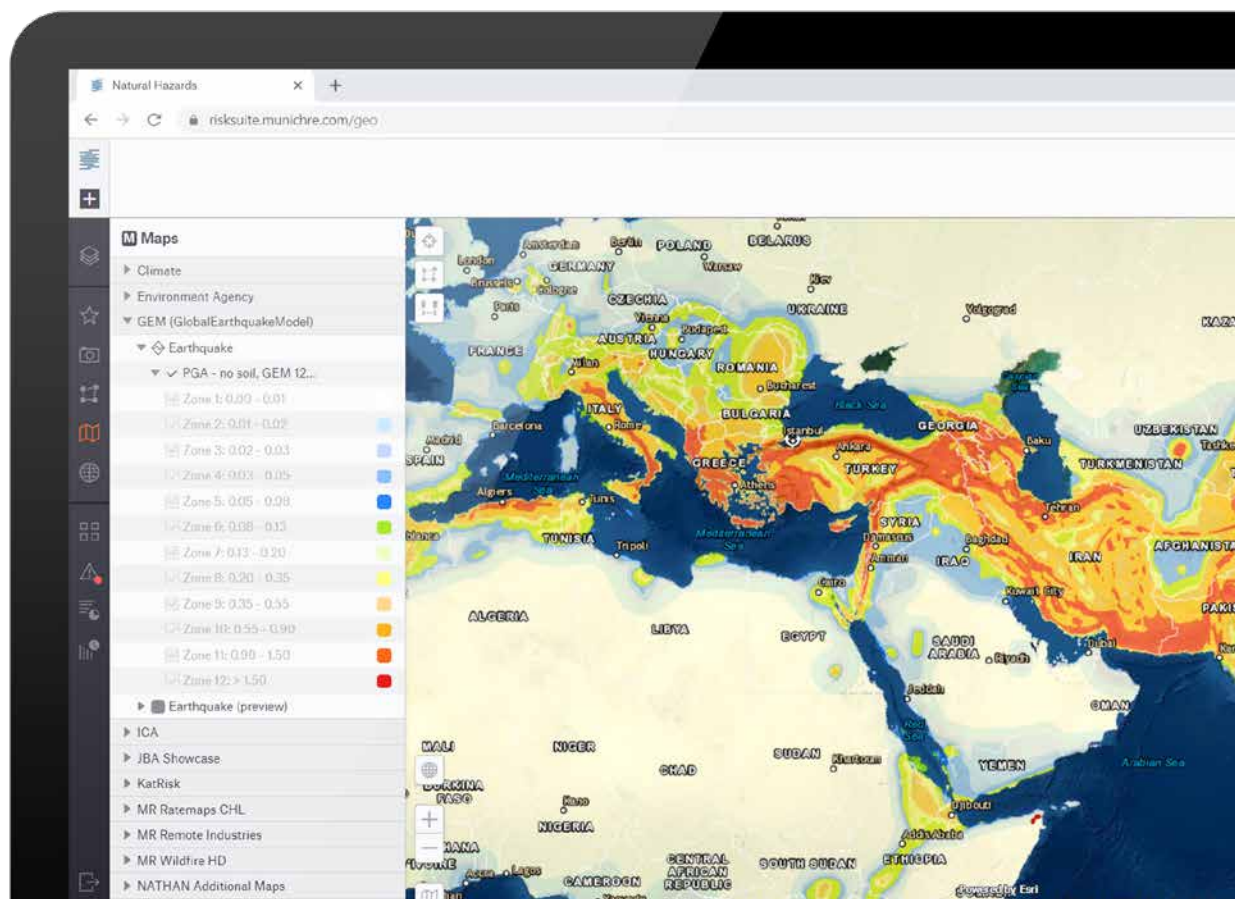 Natural Hazards
risksuite.munichre.com/geo
Maps
Climate
Environment Agency
GEM (GlobalEarthquakeModel)
Earthquake
PGA - no soil, GEM 12...
Zone 1: 0.00 - 0.01
Zone 2: 0.01 - 0.02
Zone 3: 0.02 - 0.03
Zone 4: 0.03 - 0.05
Zone 5: 0.05 - 0.08
Zone 6: 0.08 - 0.13
Zone 7: 0.13 - 0.20
Zone 8: 0.20 - 0.35
Zone 9: 0.35 - 0.55
Zone 10: 0.55 - 0.90
Zone 11: 0.90 - 1.50
Zone 12: > 1.50
Earthquake (preview)
ICA
JBA Showcase
KatRisk
MR Ratemaps CHL
MR Remote Industries
MR Wildfire HD
NATHAN Additional Maps
BELARUS
Amsterdam
Berlin
POLAND
London
GERMANY
Warsaw
Brussels
Cologne
Kiev
Paris
CZECHIA
UKRAINE
Volgograd
Vienna
KAZA
AUSTRIA
Budapest
FRANCE
HUNGARY
Milan
ROMANIA
Bucharest
ITALY
BULGARIA
Black Sea
GEORGIA
Rome
Istanbul
UZBEKISTAN
Barcelona
Madrid
Ankara
Baku
Tashke
SPAIN
GREECE
TURKEY
TURKMENISTAN
Mediterranean
Sea
Athens
Algiers
Tunis
Tehran
SYRIA
TUNISIA
Tripoli
Mediterranean
Sea
Damascus
Baghdad
AFGHANISTA
Amman
IRAQ
IRAN
Cairo
Kuwait City
PAKI
ALGERIA
LIBYA
EGYPT
SAUDI
ARABIA
Riyadh
Dubai
Jeddah
OMAN
Red
Sea
MALI
NIGER
SUDAN
CHAD
Khartoum
YEMEN
Arabian Sea
BURKINA
FASO
Kano
NIGERIA
Djibouti
Addis Ababa
CENTRAL
AFRICAN
REPUBLIC
SOUTH SUDAN
ETHIOPIA
Accra
Lagos
CAMEROON
Powered by Esri